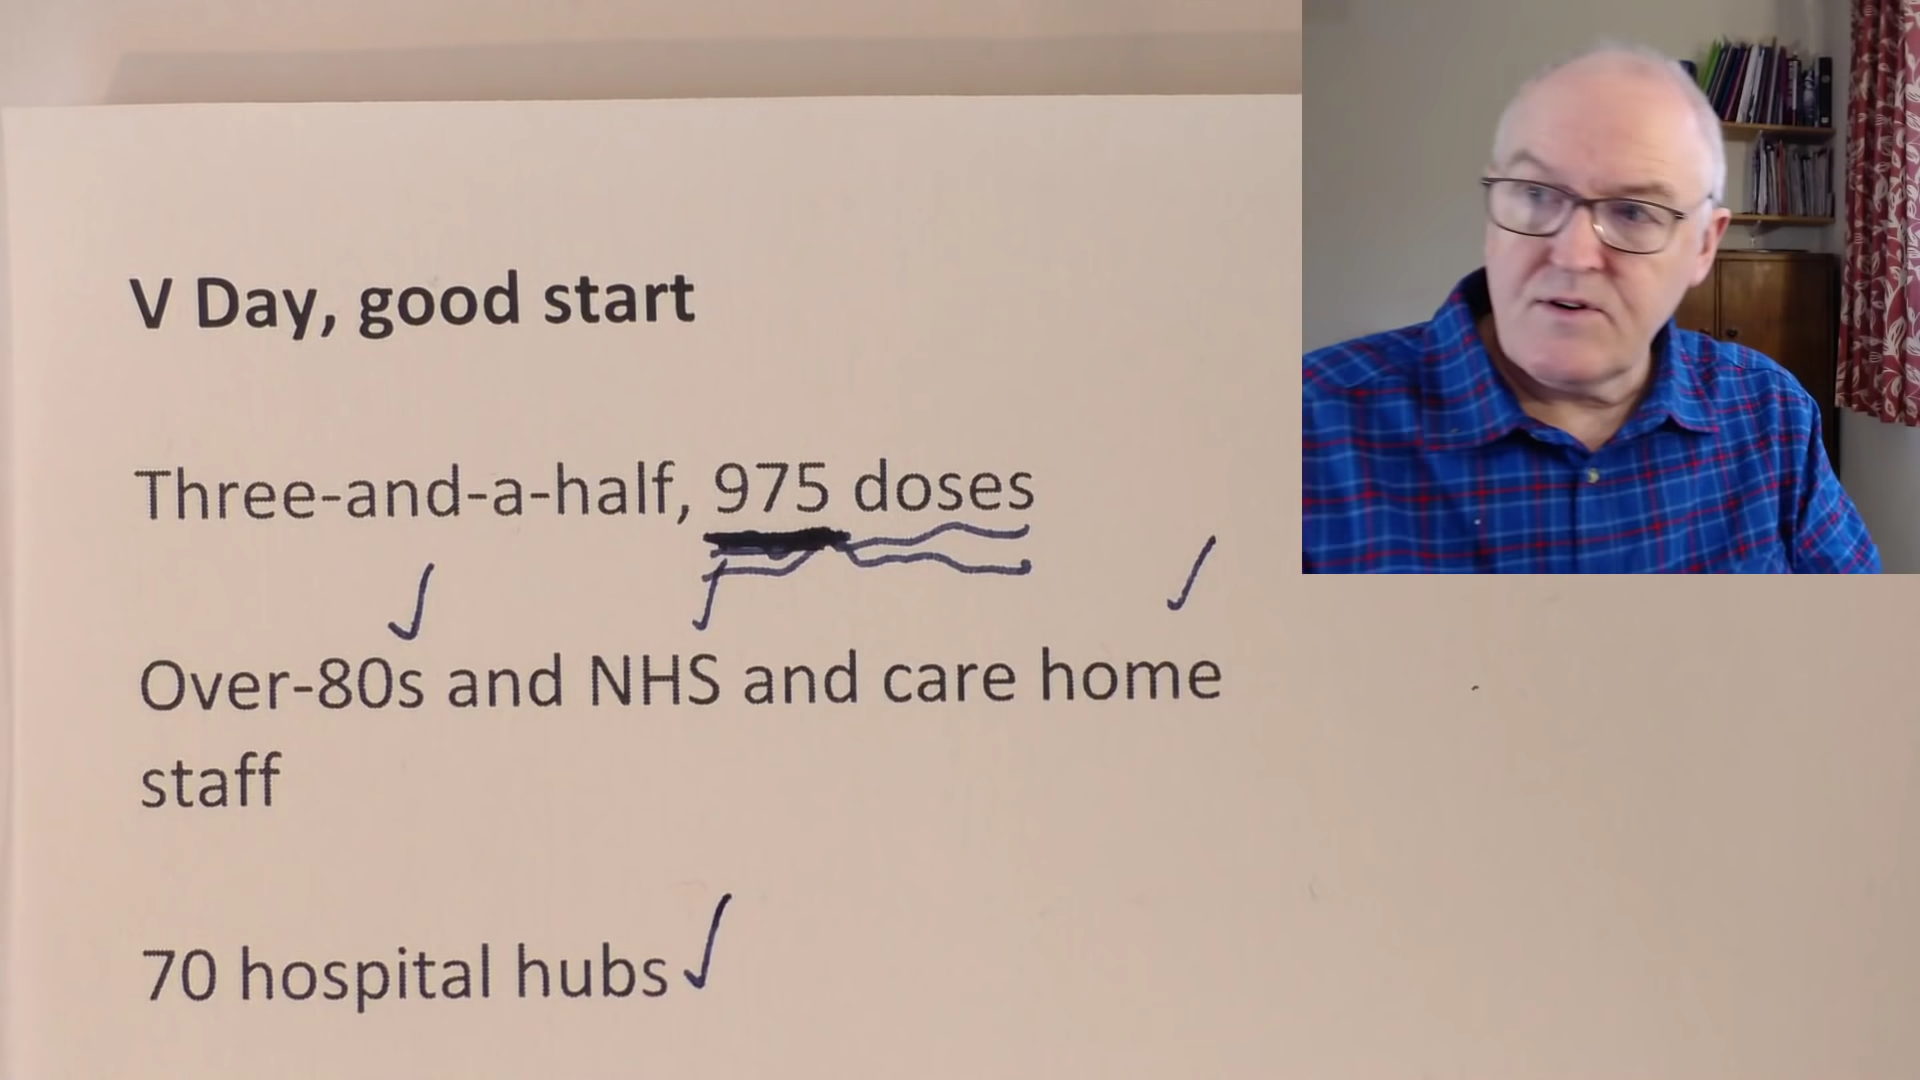 V Day, good start
Three-and-a-half, 975 doses
Over-80s and NHS and care home
staff
70 hospital hubs